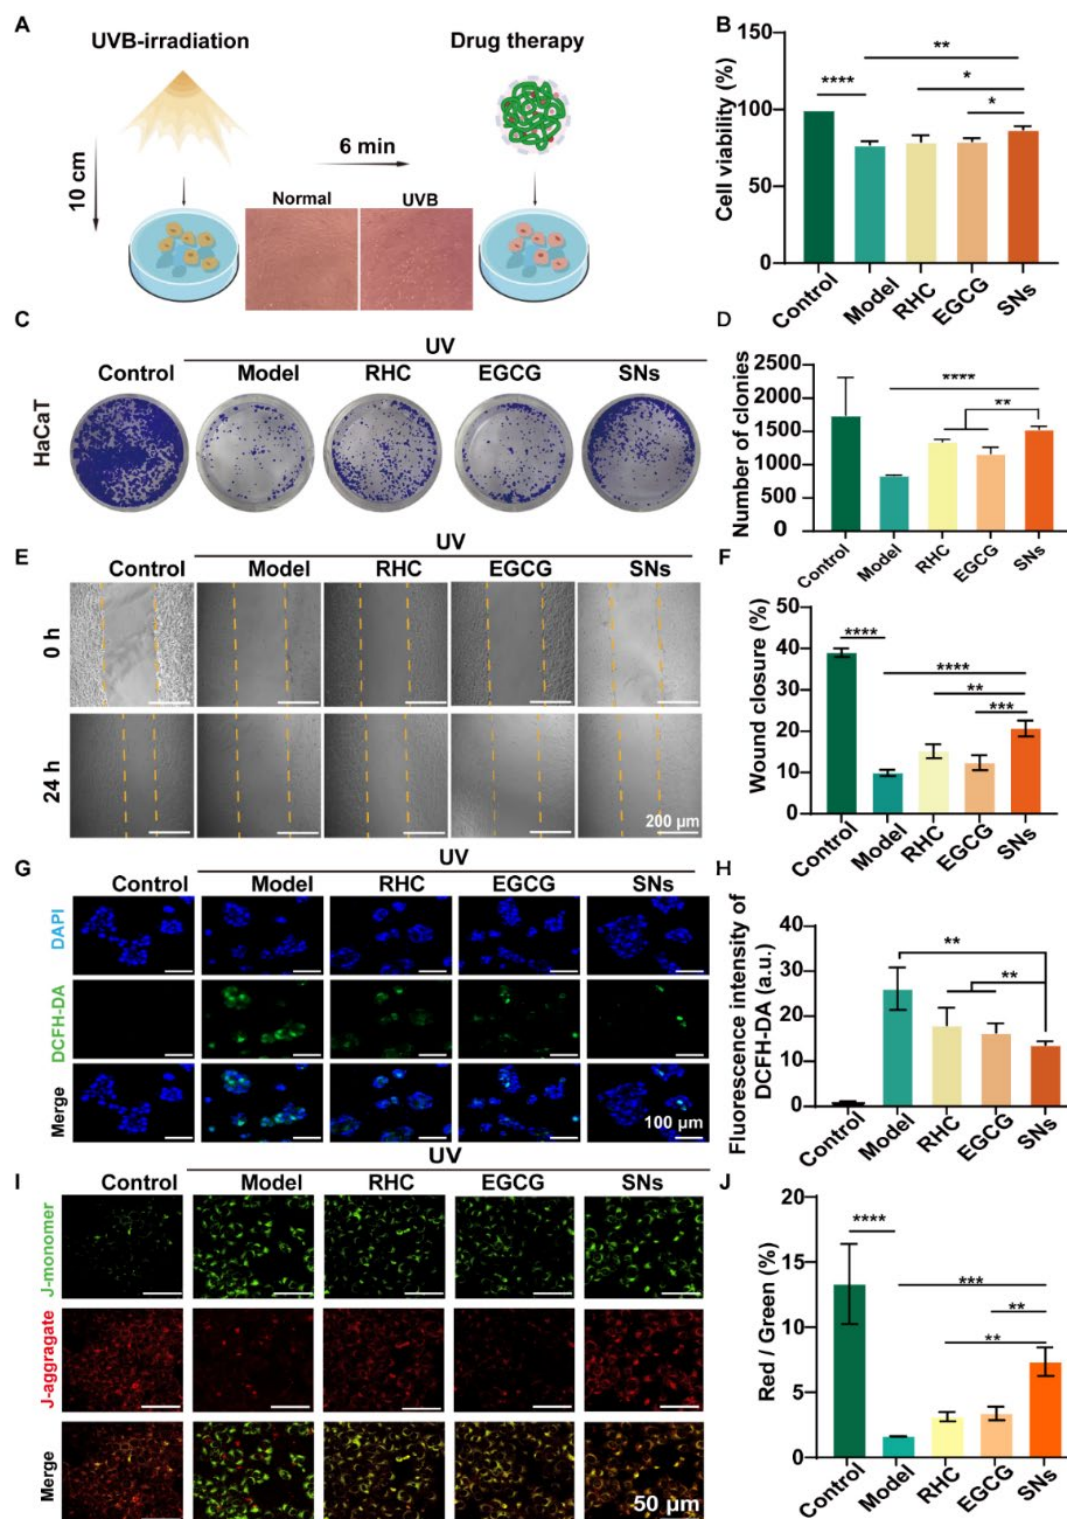 A
UVB-irradiation
Drug therapy
10 cm
6 min
Normal
UVB
B
Cell viability (%)
150
100
50
0
****
**
*
*
Control
Model
RHC
EGCG
SNs
C
UV
Control
Model
RHC
EGCG
SNs
HaCaT
D
Number of clonies
2500
2000
1500
1000
500
0
****
**
Control
Model
RHC
EGCG
SNs
E
UV
Control
Model
RHC
EGCG
SNs
0 h
24 h
200 μm
F
Wound closure (%)
50
40
30
20
10
0
****
****
**
***
Control
Model
RHC
EGCG
SNs
G
UV
Control
Model
RHC
EGCG
SNs
DAPI
DCFH-DA
Merge
100 μm
H
Fluorescence intensity of
DCFH-DA (a.u.)
40
30
20
10
0
**
**
Control
Model
RHC
EGCG
SNs
I
UV
Control
Model
RHC
EGCG
SNs
J-monomer
J-aggragate
Merge
50 μm
J
Red / Green (%)
20
15
10
5
0
****
***
**
**
Control
Model
RHC
EGCG
SNs